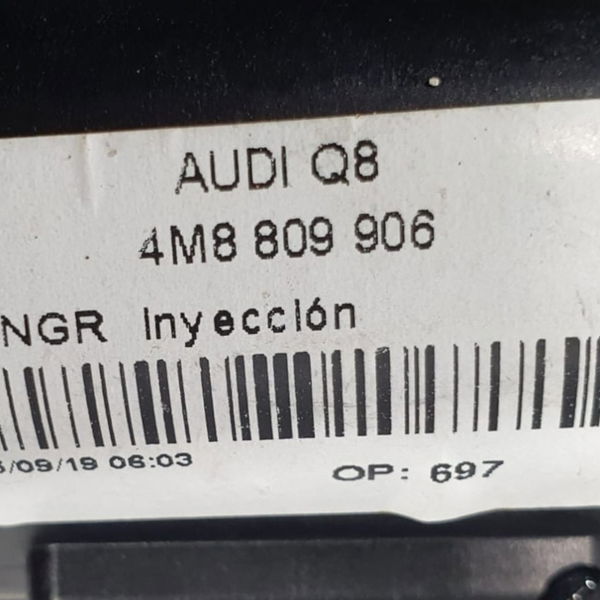 AUDI Q8
4M8 809 906
NGR Inyección
/09/19 06:03 OP: 697